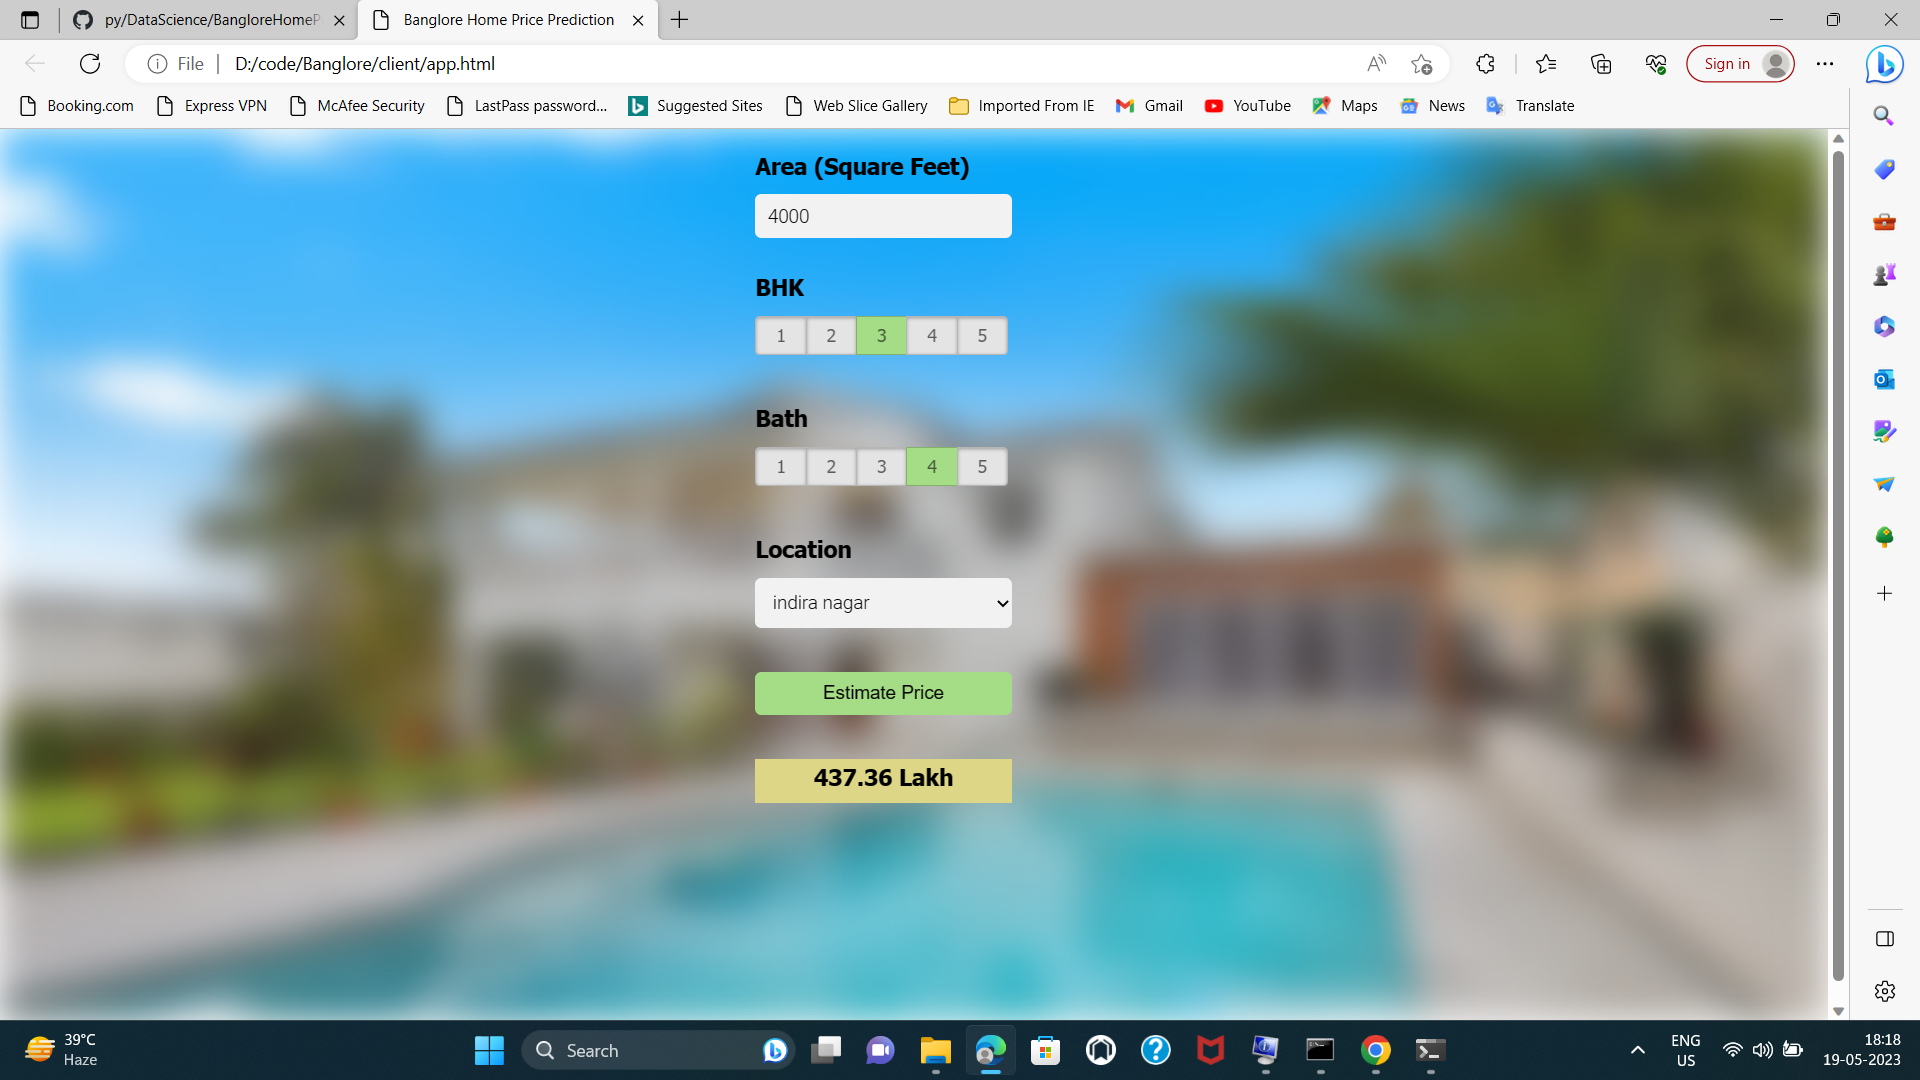 py/DataScience/BangloreHomeP
Banglore Home Price Prediction
File
D:/code/Banglore/client/app.html
Sign in
Booking.com
Express VPN
McAfee Security
LastPass password...
Suggested Sites
Web Slice Gallery
Imported From IE
Gmail
YouTube
Maps
News
Translate
Area (Square Feet)
4000
BHK
1 2 3 4 5
Bath
1 2 3 4 5
Location
indira nagar
Estimate Price
437.36 Lakh
39°C
Haze
Search
ENG
US
18:18
19-05-2023